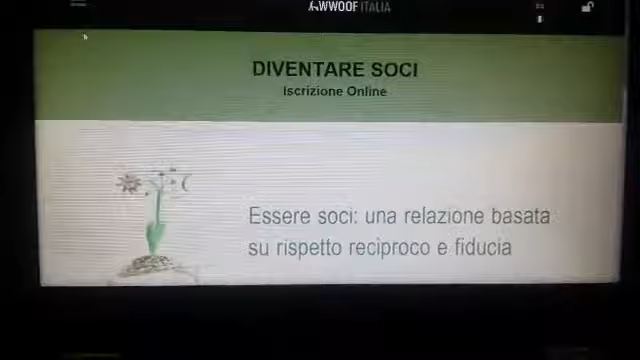 WWOOF ITALIA
DIVENTARE SOCI
Iscrizione Online
Essere soci: una relazione basata
su rispetto reciproco e fiducia